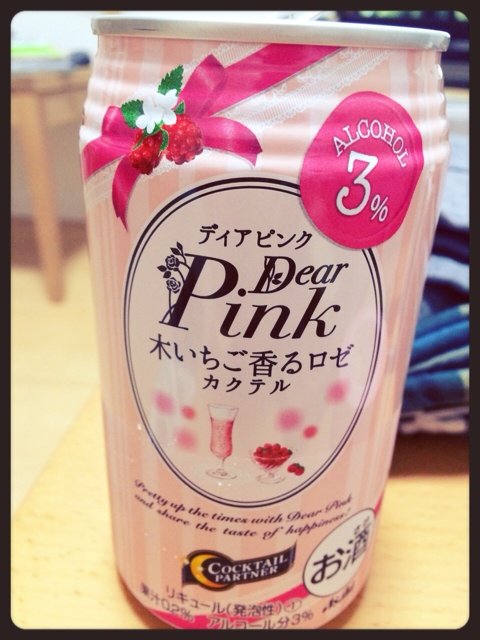 ALCOHOL
3%
ディアピンク
Dear
Pink
木いちご香るロゼ
カクテル
Pretty up the times with Dear Pink
and share the taste of happiness!
COCKTAIL
PARTNER
お酒
リキュール(発泡性)①
果汁0.2% アルコール分3%
Asahi